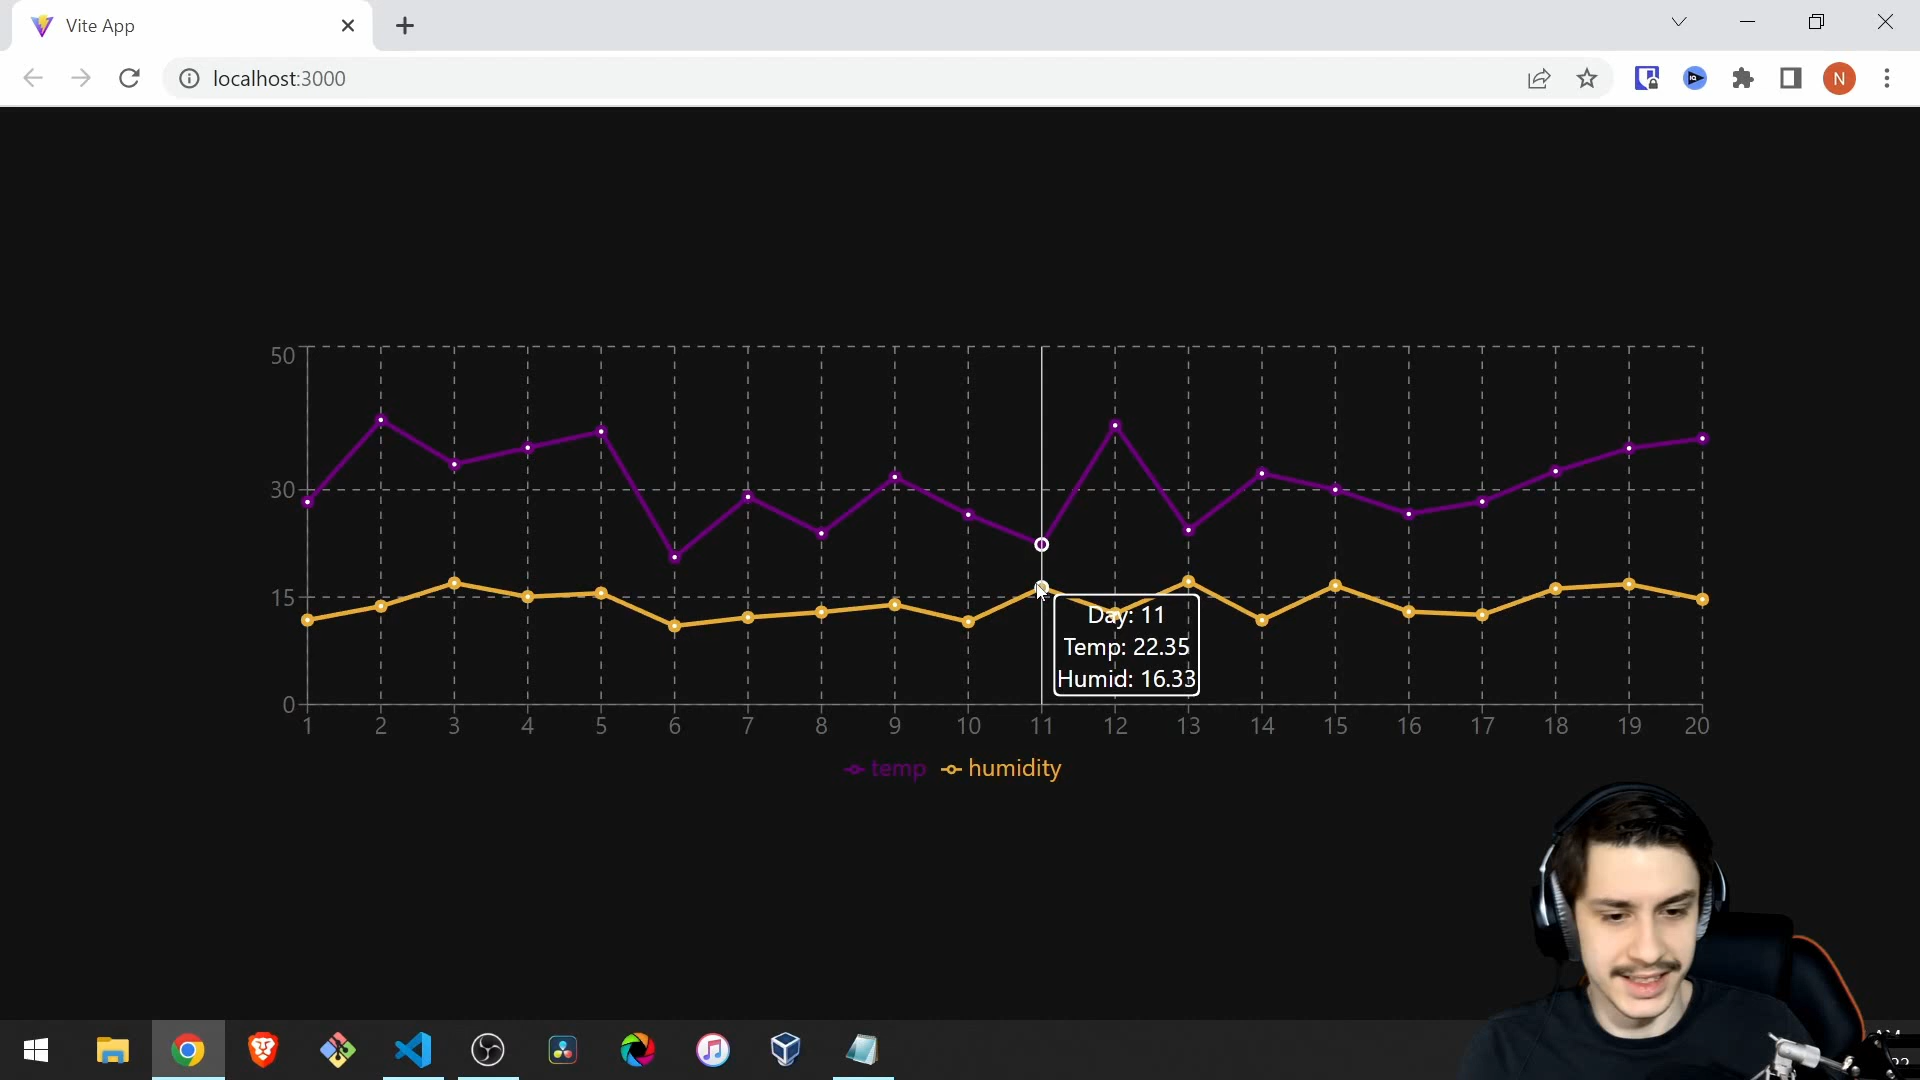 Vite App
localhost:3000
N
50
30
15
0
1 2 3 4 5 6 7 8 9 10 11 12 13 14 15 16 17 18 19 20
Day: 11
Temp: 22.35
Humid: 16.33
temp humidity